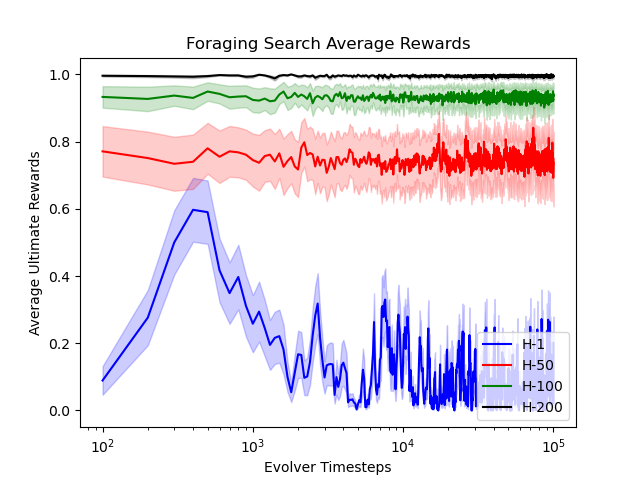 Foraging Search Average Rewards
Average Ultimate Rewards
1.0
0.8
0.6
0.4
0.2
0.0
10²
10³
10⁴
10⁵
Evolver Timesteps
H-1
H-50
H-100
H-200